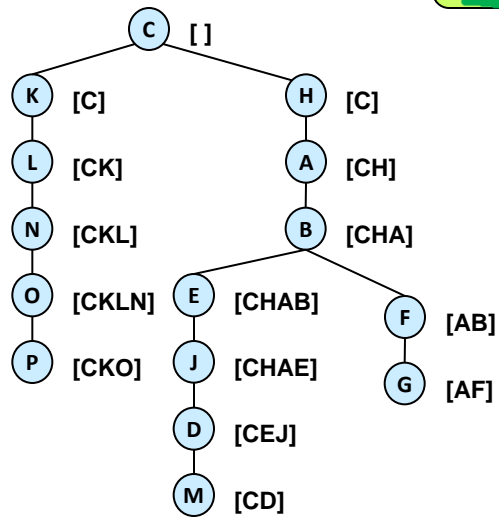 C [ ]
K [C] H [C]
L [CK] A [CH]
N [CKL] B [CHA]
O [CKLN] E [CHAB] F [AB]
P [CKO] J [CHAE] G [AF]
D [CEJ]
M [CD]